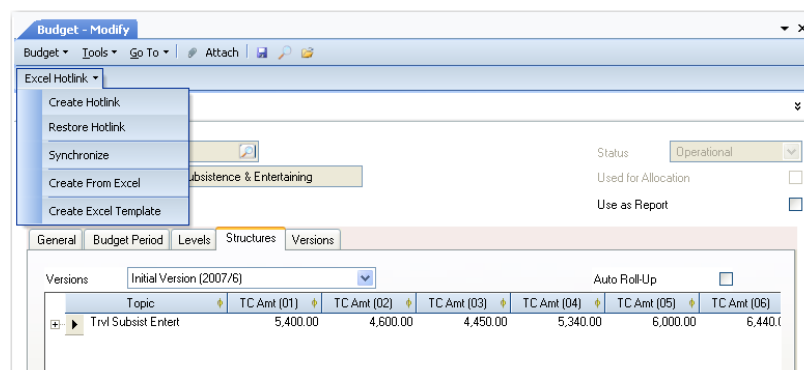 Budget - Modify
Budget Tools Go To Attach
Excel Hotlink
Create Hotlink
Restore Hotlink
Synchronize
Create From Excel
Create Excel Template
Status Operational
ubsistence & Entertaining
Used for Allocation
Use as Report
General Budget Period Levels Structures Versions
Versions Initial Version (2007/6) Auto Roll-Up
Topic TC Amt (01) TC Amt (02) TC Amt (03) TC Amt (04) TC Amt (05) TC Amt (06)
Trvl Subsist Entert 5,400.00 4,600.00 4,450.00 5,340.00 6,000.00 6,440.0